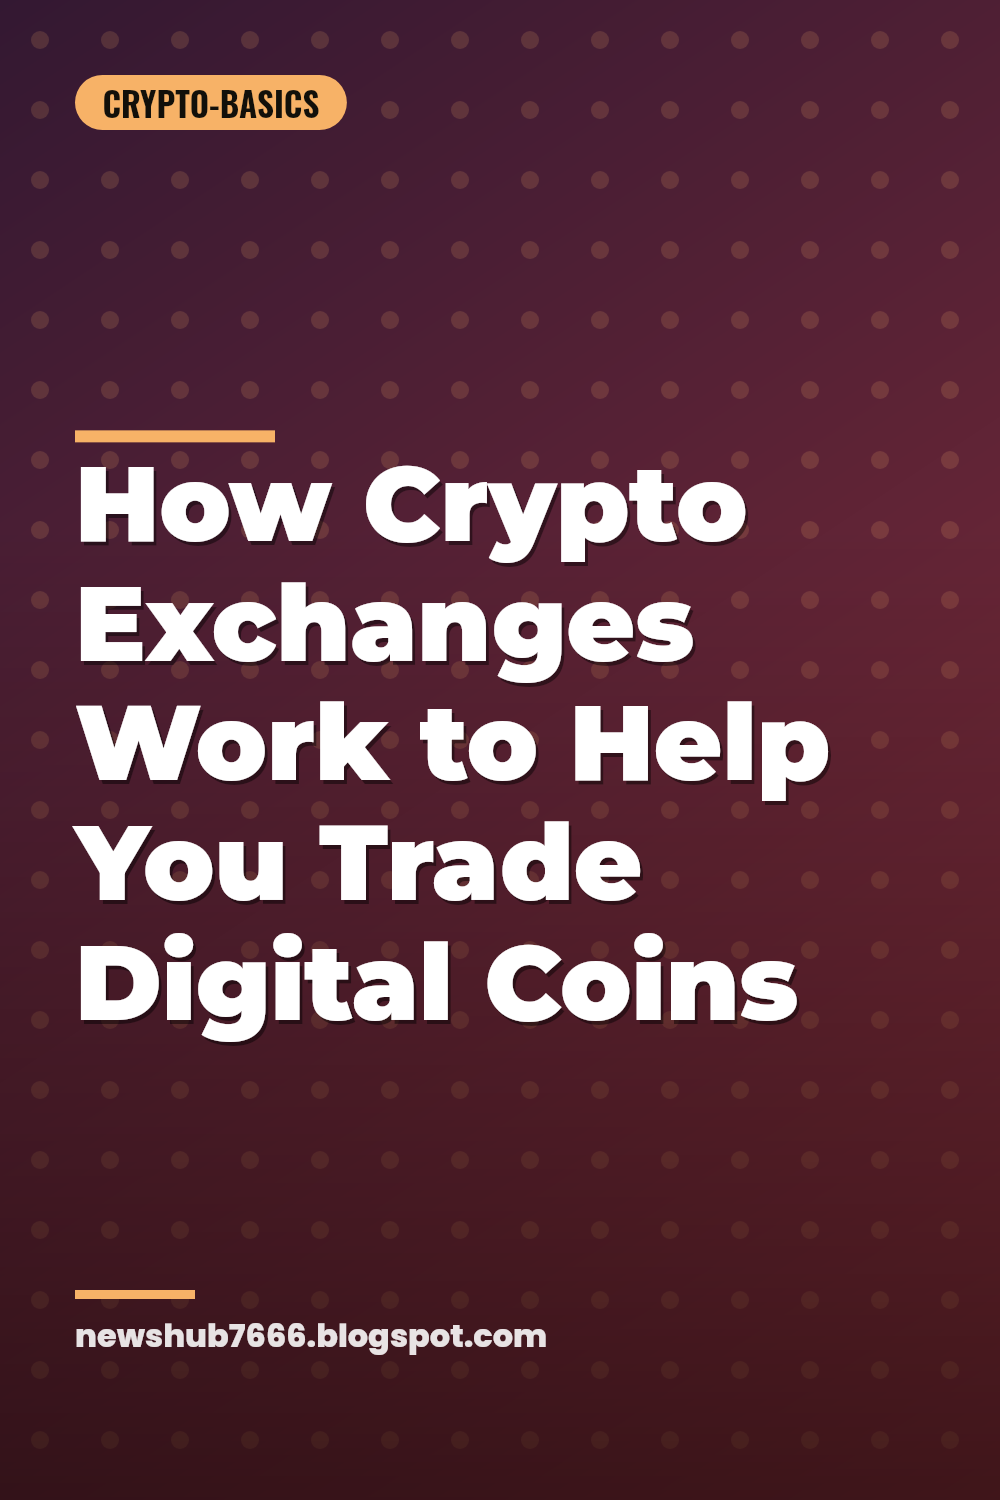 CRYPTO-BASICS
How Crypto
Exchanges
Work to Help
You Trade
Digital Coins
newshub7666.blogspot.com